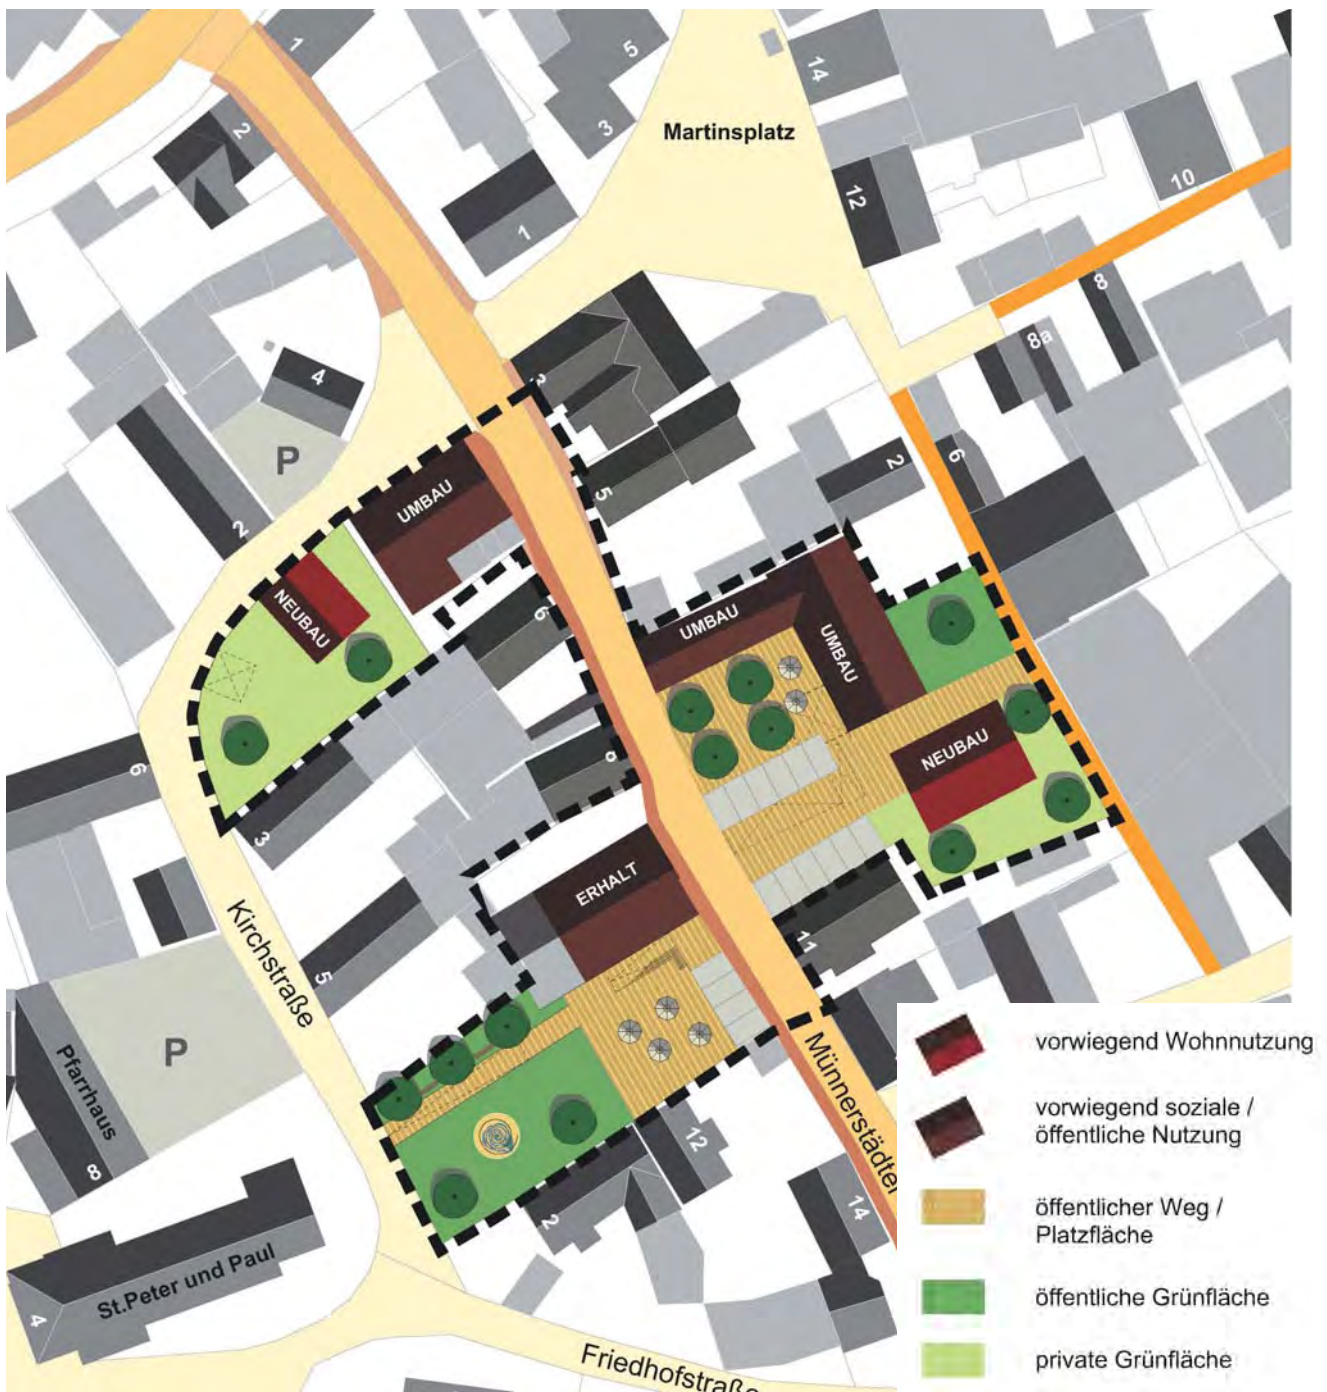 1
5
2
3
14
Martinsplatz
12
10
1
8
8a
4
P
2
UMBAU
5
2
6
NEUBAU
6
UMBAU
UMBAU
NEUBAU
6
3
ERHALT
11
Kirchstraße
5
P
Pfarrhaus
8
Münnerstädter
12
2
14
St.Peter und Paul
4
Friedhofstraße
vorwiegend Wohnnutzung
vorwiegend soziale /
öffentliche Nutzung
öffentlicher Weg /
Platzfläche
öffentliche Grünfläche
private Grünfläche